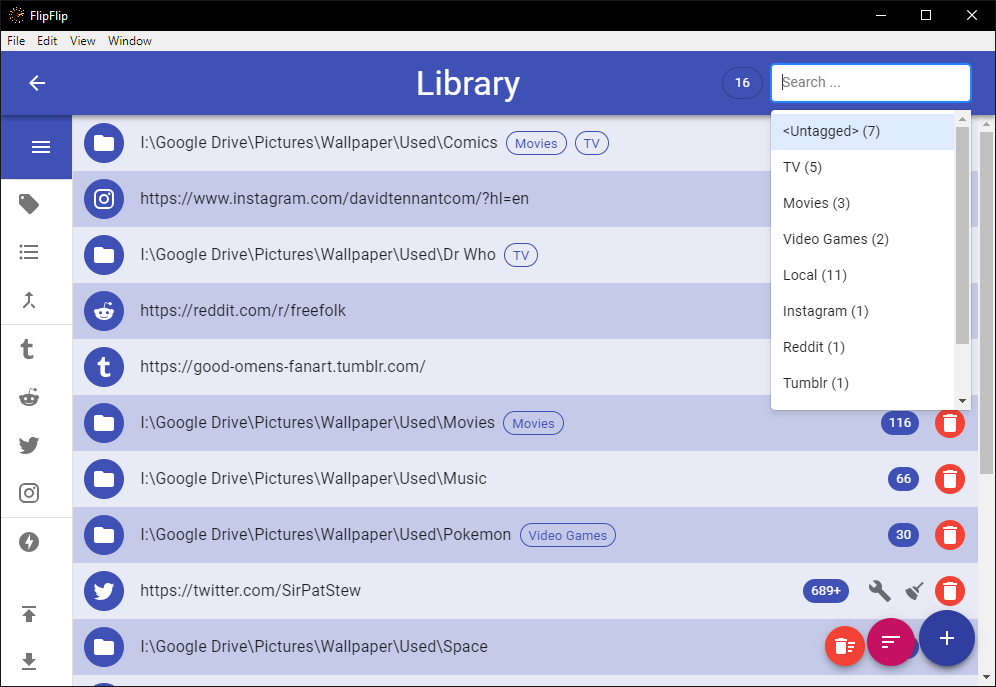 FlipFlip
File Edit View Window
Library 16 Search ...
<Untagged> (7)
TV (5)
Movies (3)
Video Games (2)
Local (11)
Instagram (1)
Reddit (1)
Tumblr (1)
I:\Google Drive\Pictures\Wallpaper\Used\Comics Movies TV
https://www.instagram.com/davidtennantcom/?hl=en
I:\Google Drive\Pictures\Wallpaper\Used\Dr Who TV
https://reddit.com/r/freefolk
https://good-omens-fanart.tumblr.com/
I:\Google Drive\Pictures\Wallpaper\Used\Movies Movies 116
I:\Google Drive\Pictures\Wallpaper\Used\Music 66
I:\Google Drive\Pictures\Wallpaper\Used\Pokemon Video Games 30
https://twitter.com/SirPatStew 689+
I:\Google Drive\Pictures\Wallpaper\Used\Space